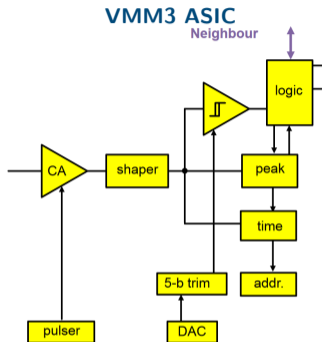 VMM3 ASIC
Neighbour
logic
CA
shaper
peak
time
5-b trim
addr.
pulser
DAC